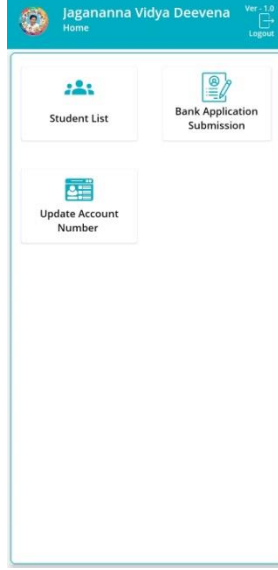 Jagananna Vidya Deevena
Ver - 1.0
Home
Logout
Student List
Bank Application
Submission
Update Account
Number